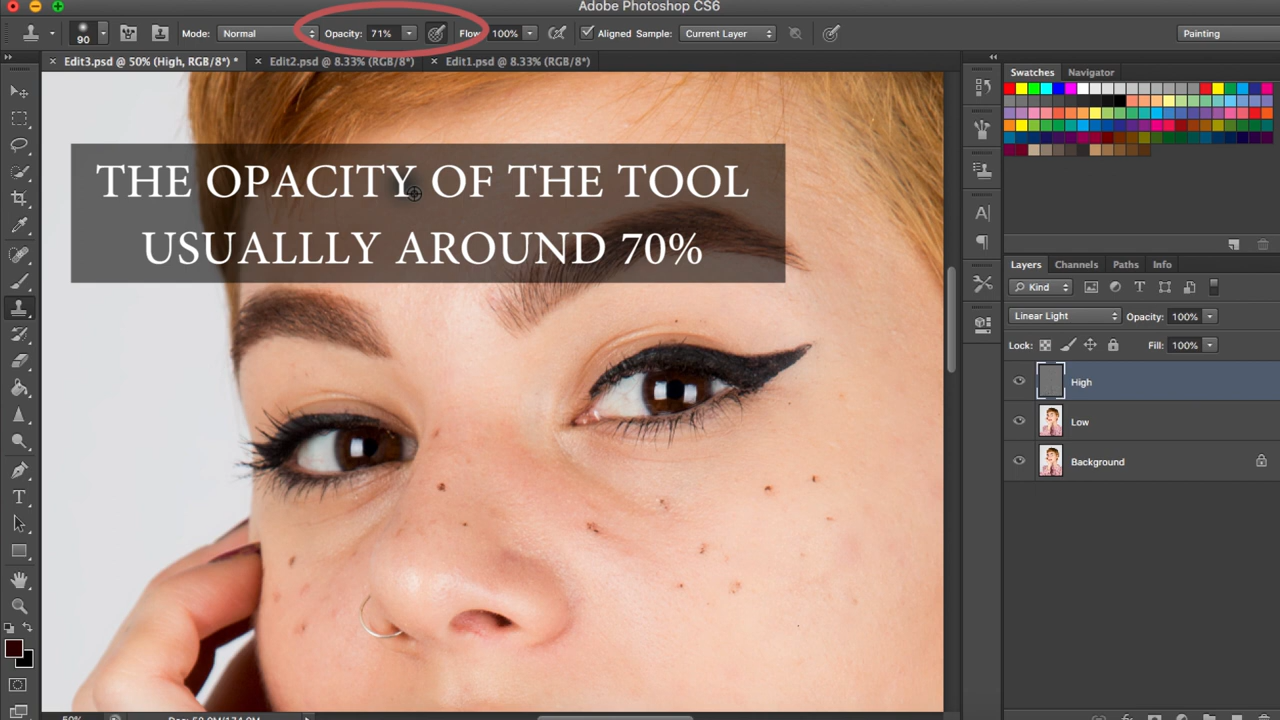 Adobe Photoshop CS6
90 Mode: Normal Opacity: 71% Flow: 100% Aligned Sample: Current Layer Painting
× Edit3.psd @ 50% (High, RGB/8*) * × Edit2.psd @ 8.33% (RGB/8*) × Edit1.psd @ 8.33% (RGB/8*)
Swatches Navigator
THE OPACITY OF THE TOOL
USUALLLY AROUND 70%
Layers Channels Paths Info
Kind
Linear Light Opacity: 100%
Lock: Fill: 100%
High
Low
Background